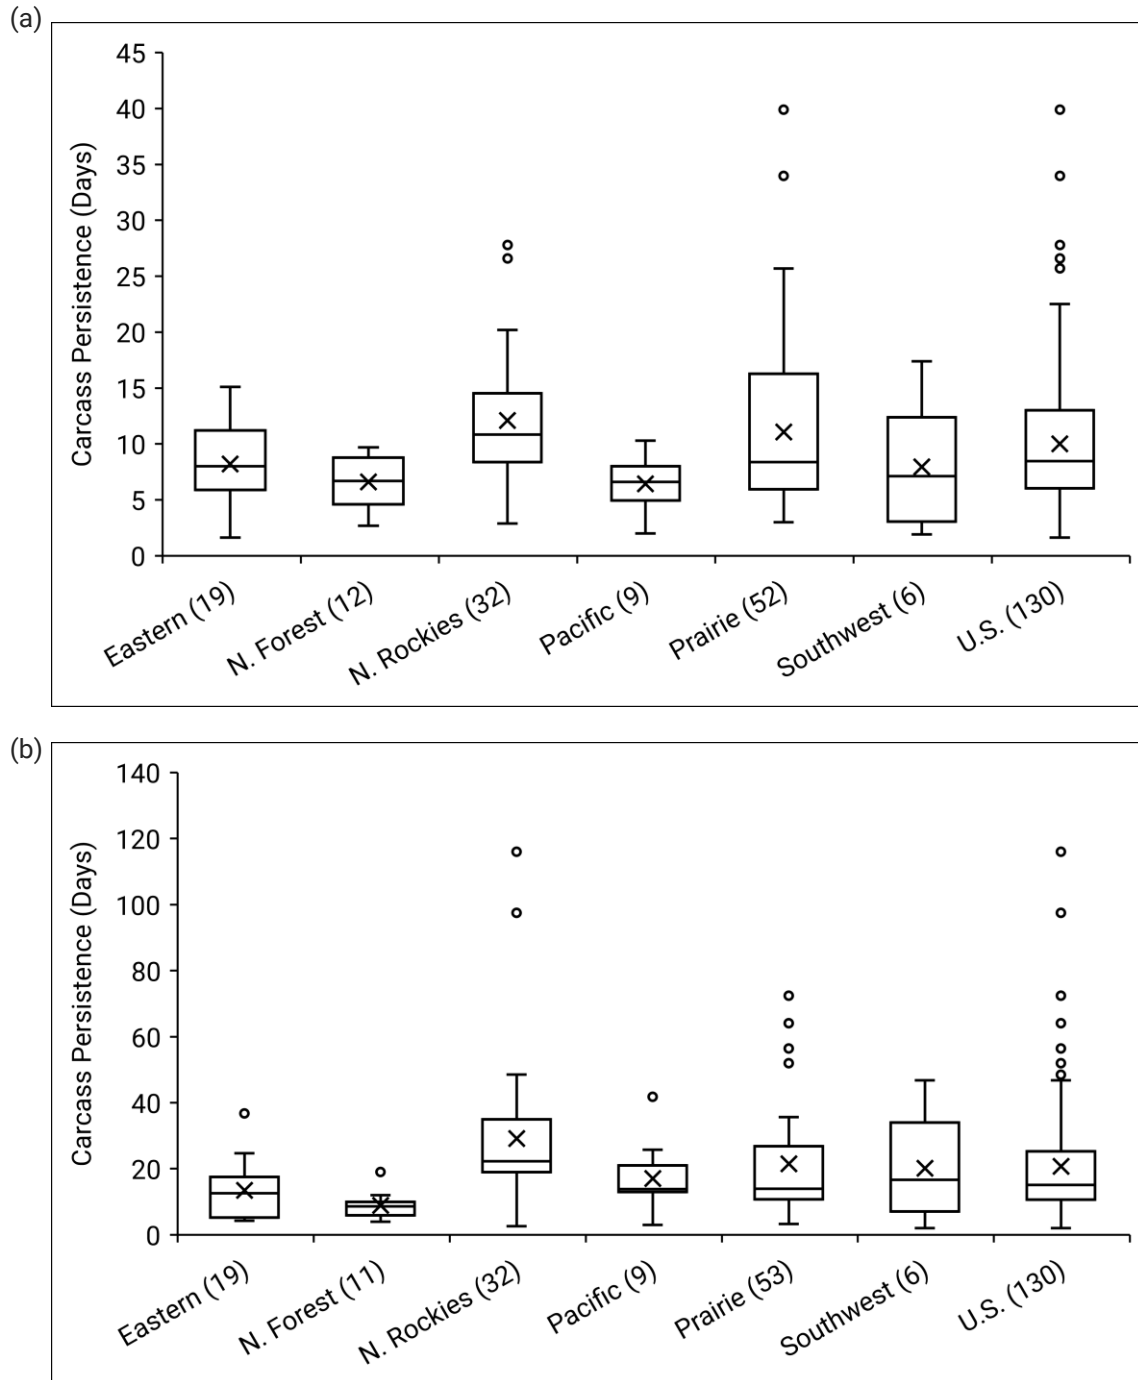 (a)
Carcass Persistence (Days)
45
40
35
30
25
20
15
10
5
0
Eastern (19)
N. Forest (12)
N. Rockies (32)
Pacific (9)
Prairie (52)
Southwest (6)
U.S. (130)
(b)
Carcass Persistence (Days)
140
120
100
80
60
40
20
0
Eastern (19)
N. Forest (11)
N. Rockies (32)
Pacific (9)
Prairie (53)
Southwest (6)
U.S. (130)